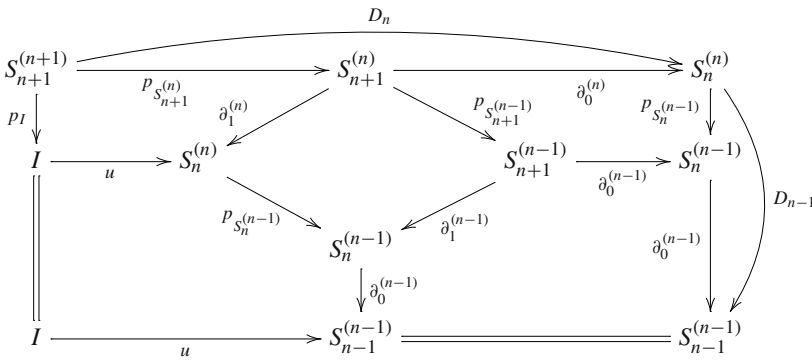 D_n
S_{n+1}^{(n+1)} S_{n+1}^{(n)} S_n^{(n)}
p_{S_{n+1}^{(n)}} ∂_0^{(n)}
p_I ∂_1^{(n)} p_{S_{n+1}^{(n-1)}} p_{S_n^{(n-1)}}
I S_n^{(n)} S_{n+1}^{(n-1)} S_n^{(n-1)}
u ∂_0^{(n-1)}
D_{n-1}
p_{S_n^{(n-1)}} ∂_1^{(n-1)} ∂_0^{(n-1)}
S_n^{(n-1)}
∂_0^{(n-1)}
I S_{n-1}^{(n-1)} S_{n-1}^{(n-1)}
u